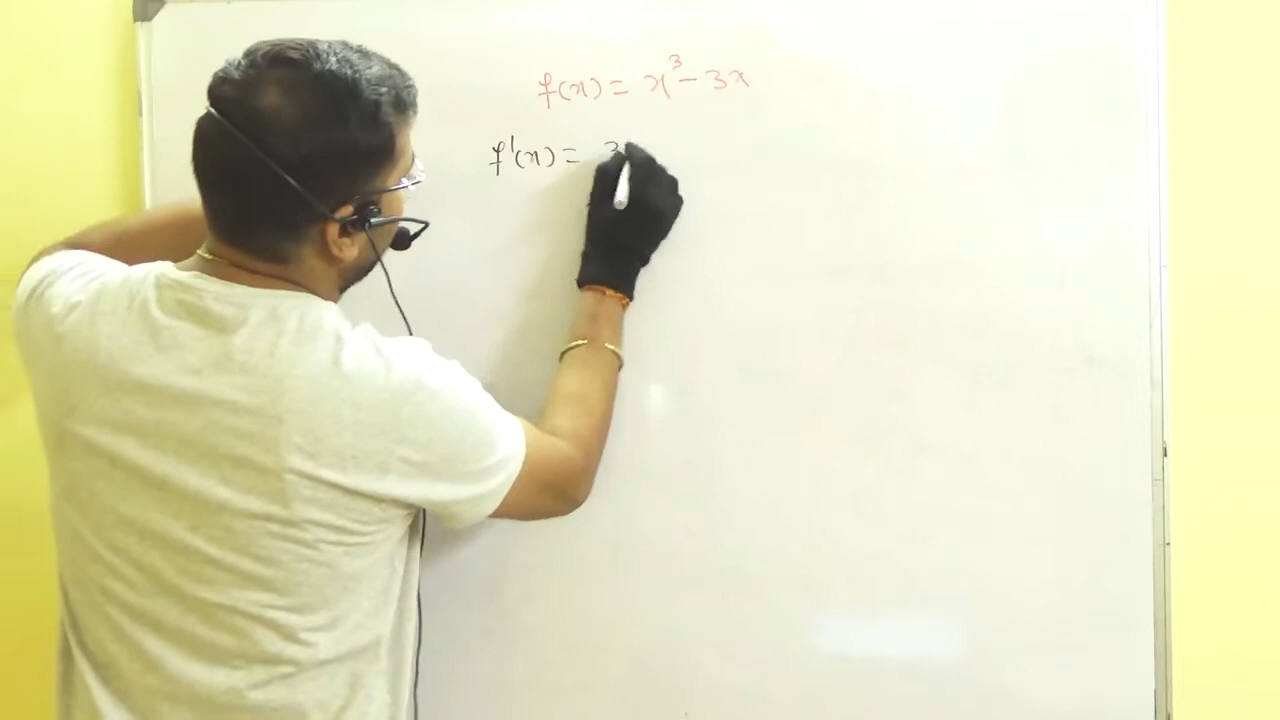 f(x) = x³ - 3x
f'(x) = 3